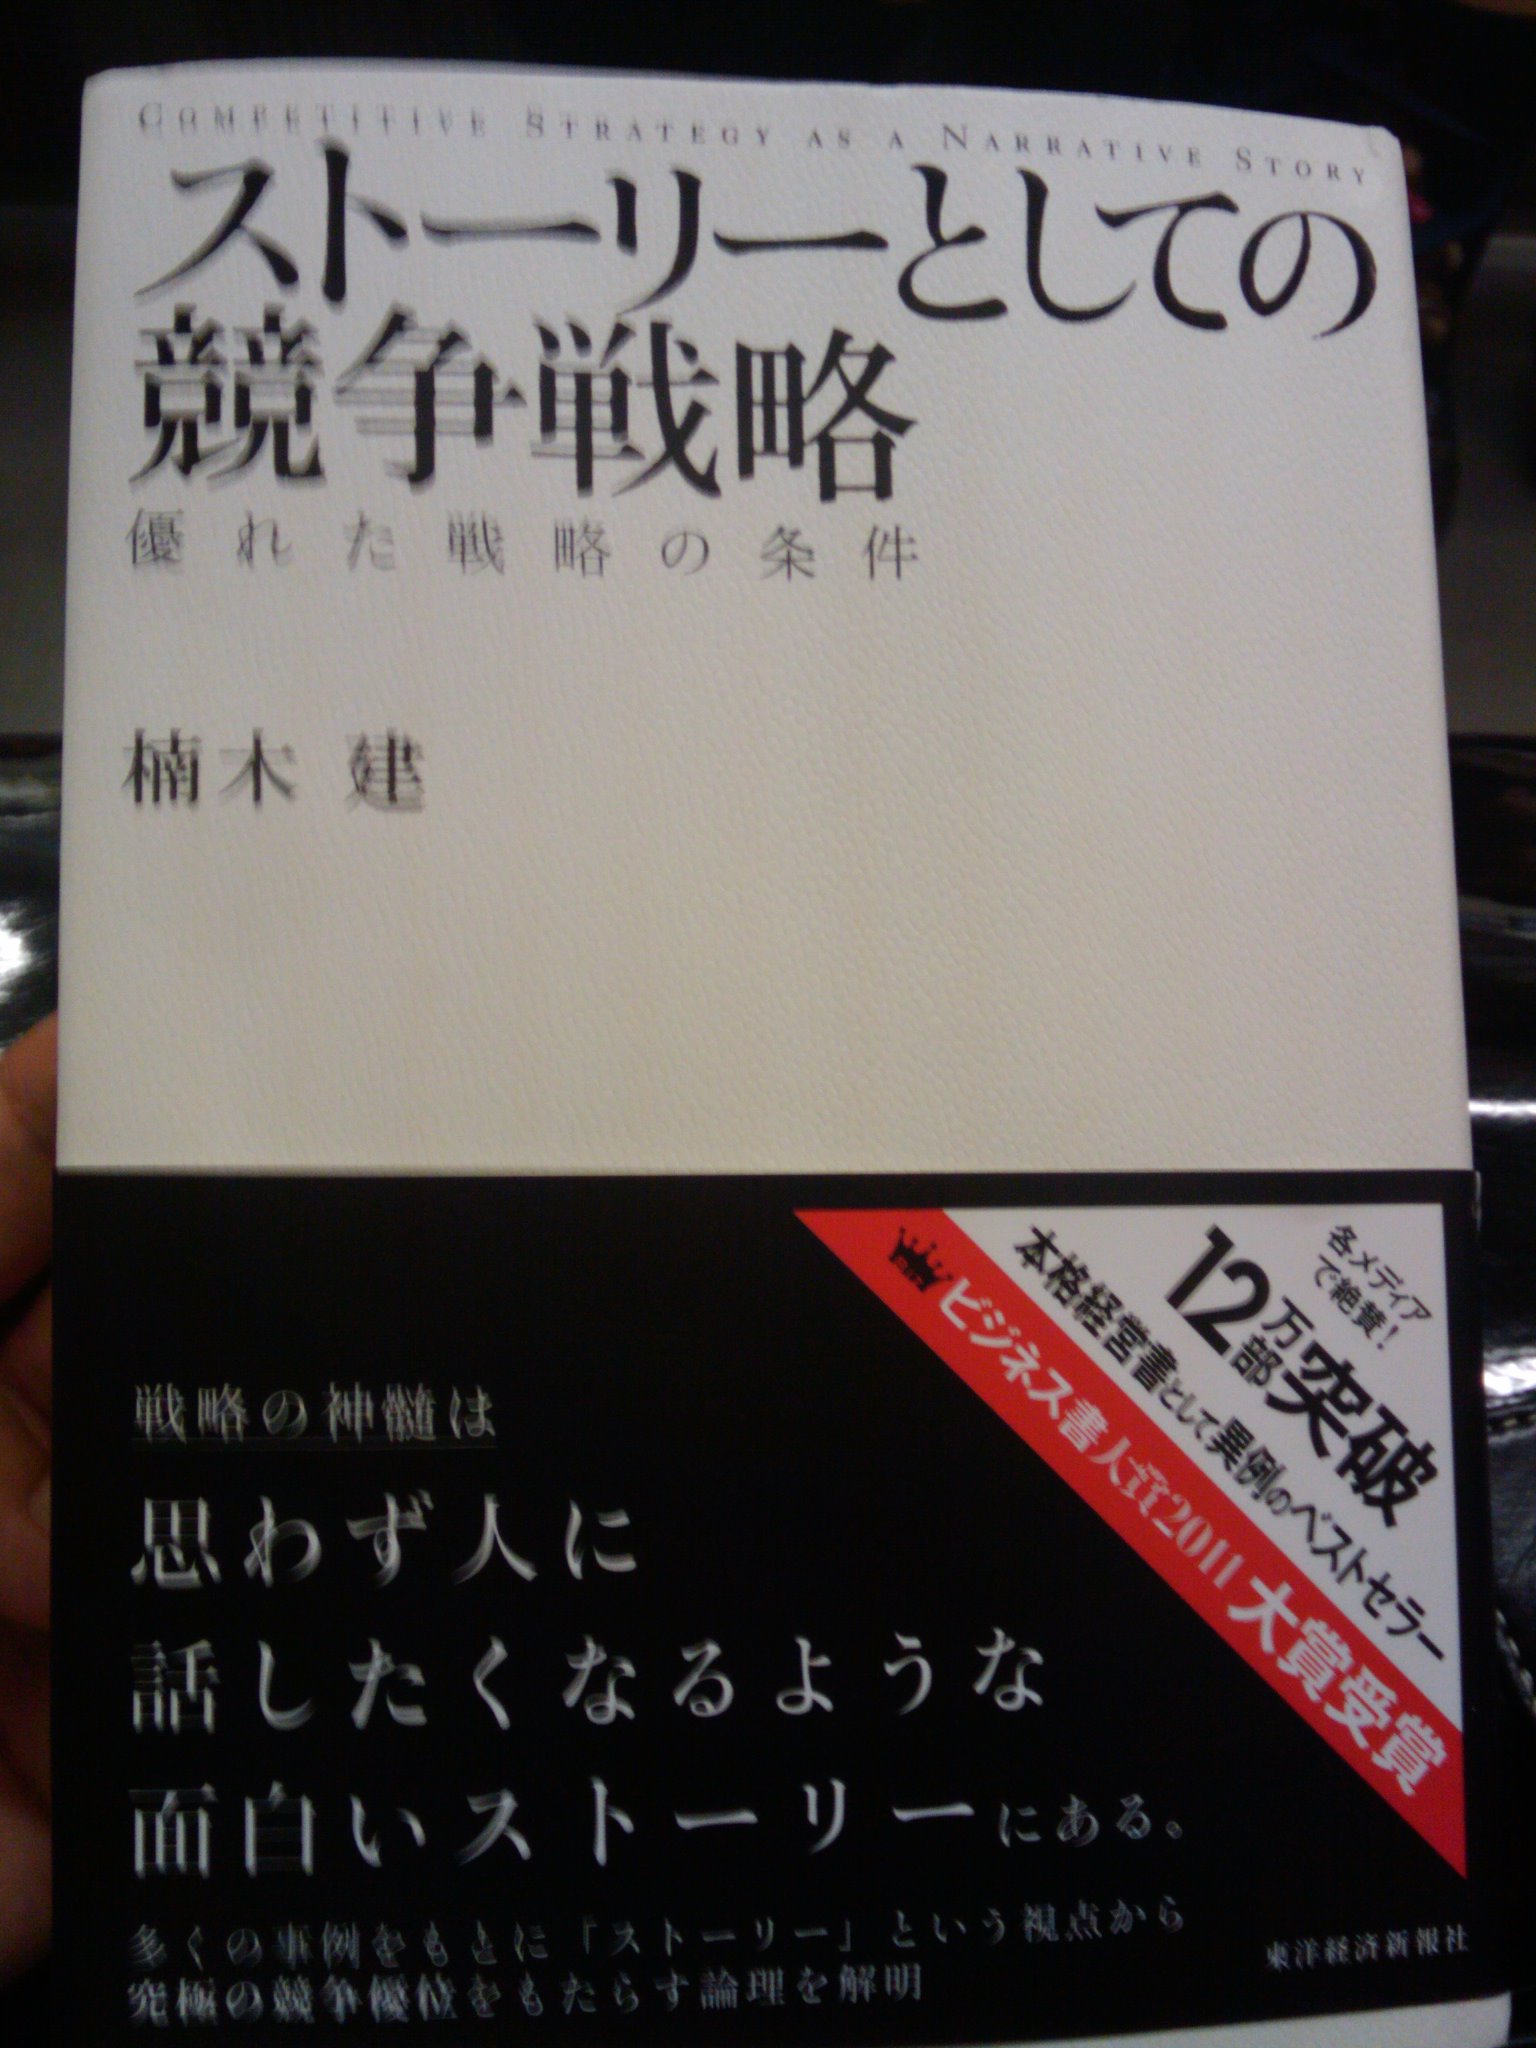 COMPETITIVE STRATEGY AS A NARRATIVE STORY
ストーリーとしての
競争戦略
優れた戦略の条件
楠木 建
各メディア
で絶賛!
12万部突破
本格経営書として異例のベストセラー
ビジネス書大賞2011 大賞受賞
戦略の神髄は
思わず人に
話したくなるような
面白いストーリーにある。
多くの事例をもとに「ストーリー」という視点から
究極の競争優位をもたらす論理を解明
東洋経済新報社